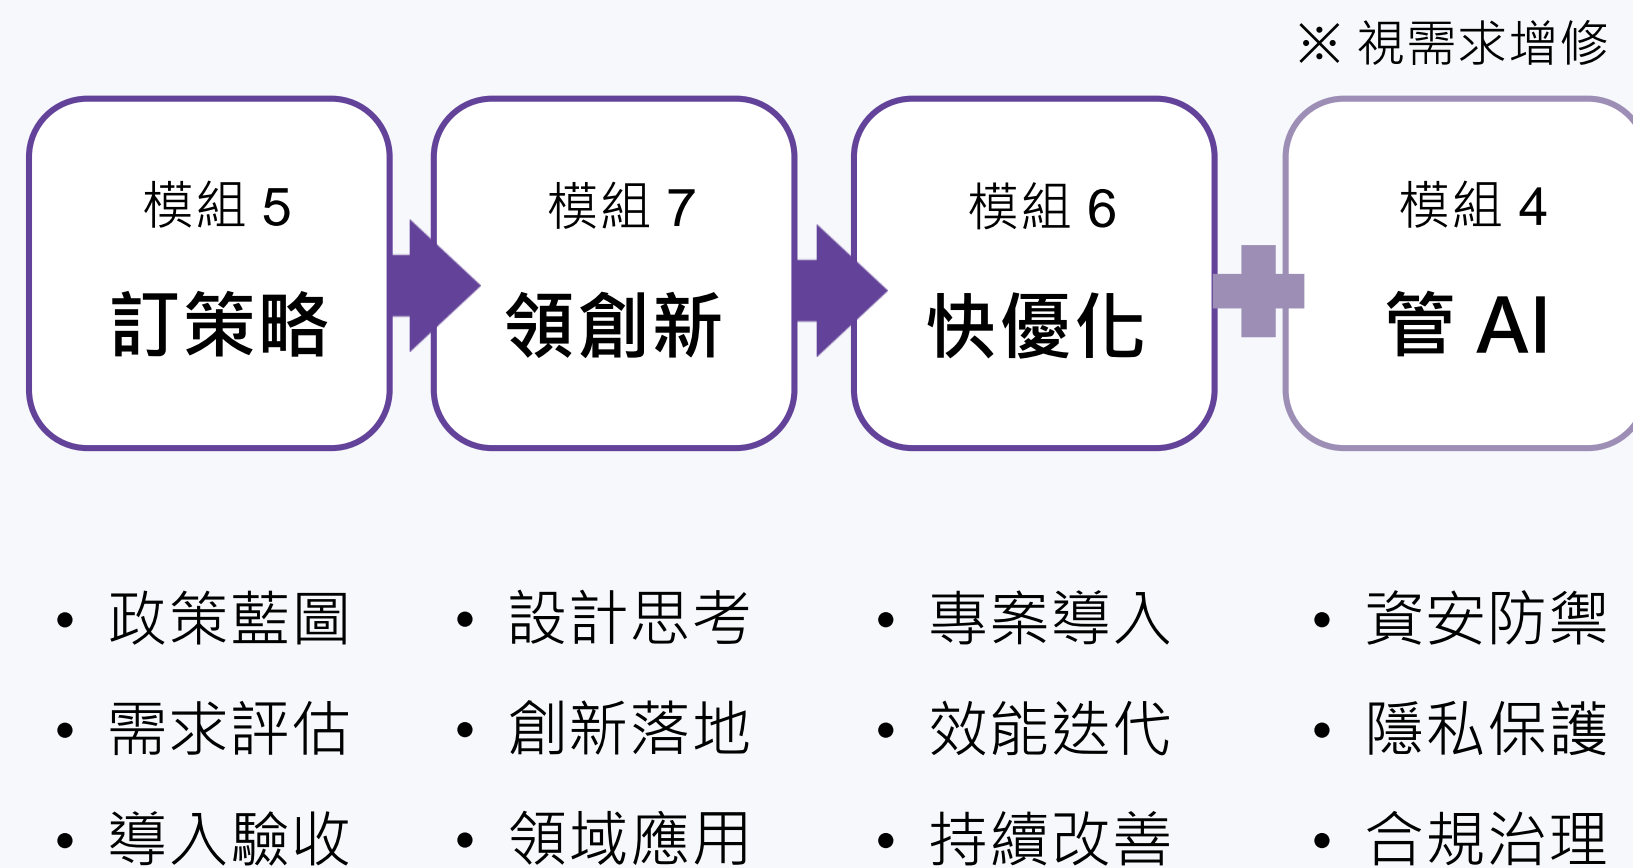 ※ 視需求增修
模組 5
訂策略
模組 7
領創新
模組 6
快優化
模組 4
管 AI
• 政策藍圖
• 需求評估
• 導入驗收
• 設計思考
• 創新落地
• 領域應用
• 專案導入
• 效能迭代
• 持續改善
• 資安防禦
• 隱私保護
• 合規治理